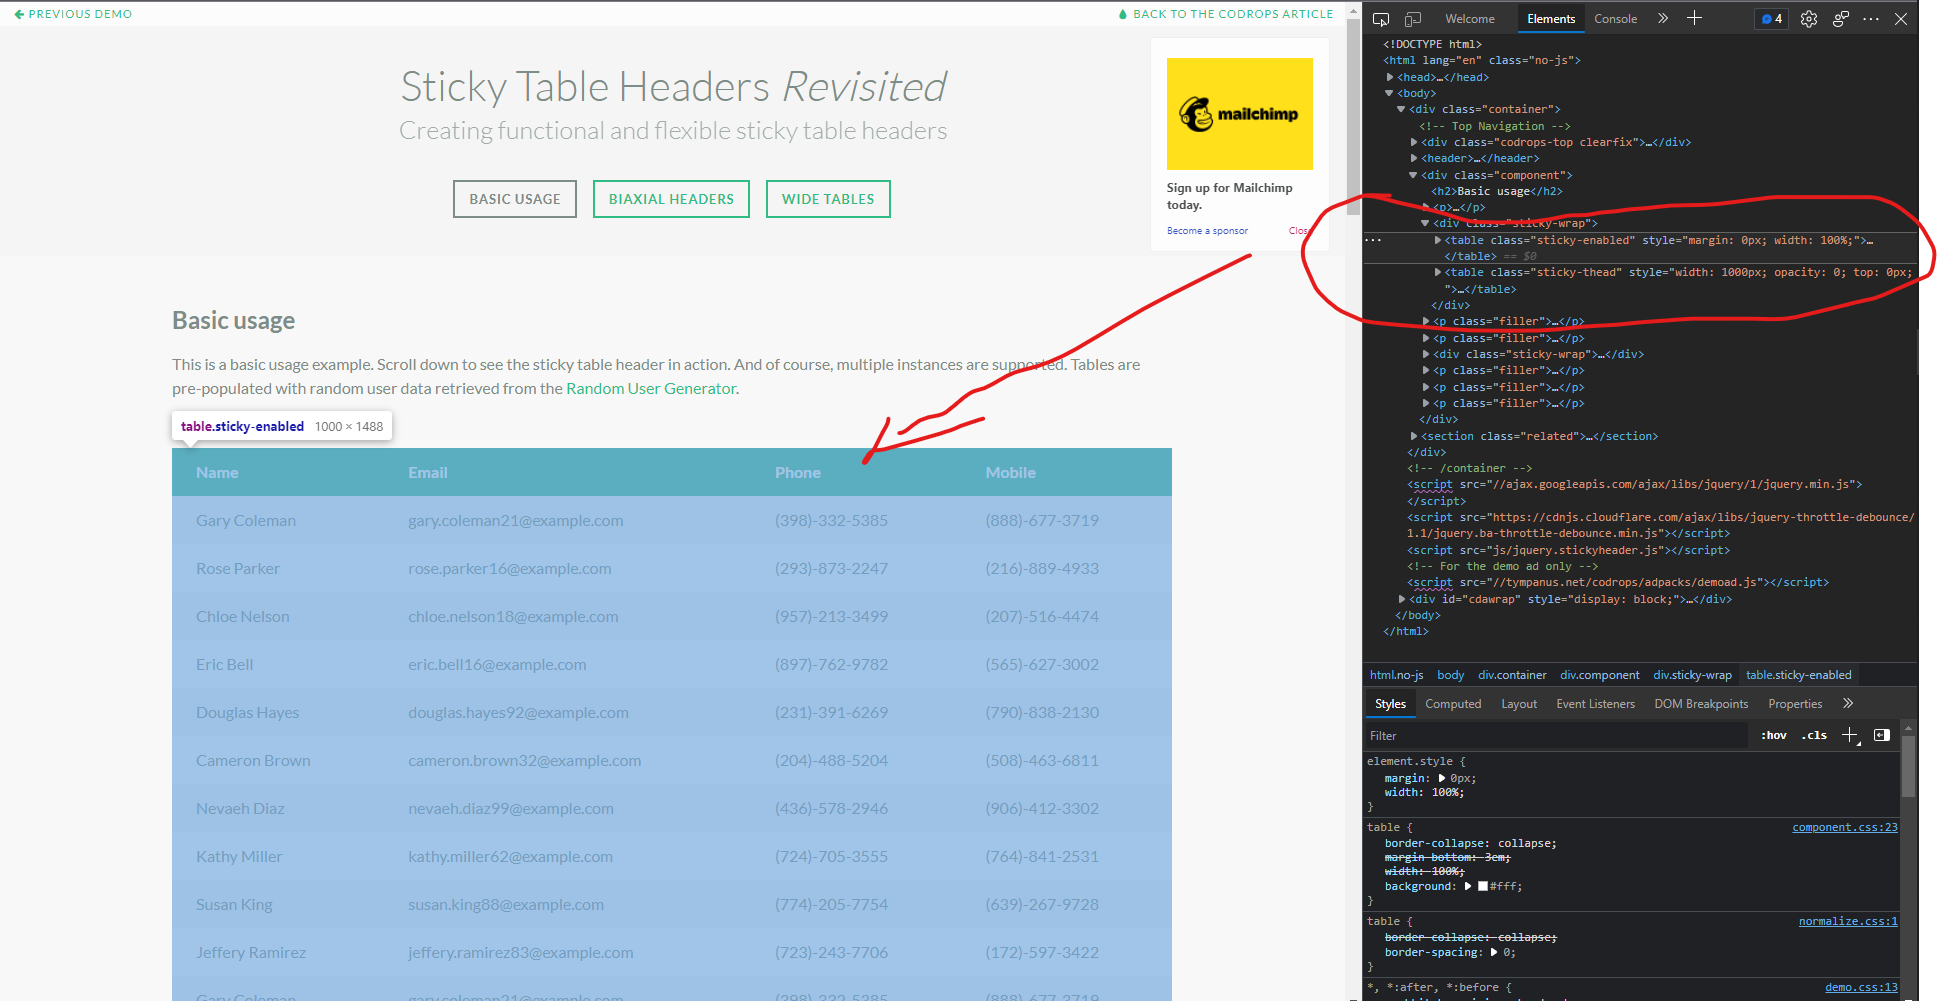 PREVIOUS DEMO
BACK TO THE CODROPS ARTICLE
Sticky Table Headers Revisited
Creating functional and flexible sticky table headers
BASIC USAGE
BIAXIAL HEADERS
WIDE TABLES
mailchimp
Sign up for Mailchimp
today.
Become a sponsor
Close
Basic usage
This is a basic usage example. Scroll down to see the sticky table header in action. And of course, multiple instances are supported. Tables are
pre-populated with random user data retrieved from the Random User Generator.
table.sticky-enabled 1000 × 1488
Name Email Phone Mobile
Gary Coleman gary.coleman21@example.com (398)-332-5385 (888)-677-3719
Rose Parker rose.parker16@example.com (293)-873-2247 (216)-889-4933
Chloe Nelson chloe.nelson18@example.com (957)-213-3499 (207)-516-4474
Eric Bell eric.bell16@example.com (897)-762-9782 (565)-627-3002
Douglas Hayes douglas.hayes92@example.com (231)-391-6269 (790)-838-2130
Cameron Brown cameron.brown32@example.com (204)-488-5204 (508)-463-6811
Nevaeh Diaz nevaeh.diaz99@example.com (436)-578-2946 (906)-412-3302
Kathy Miller kathy.miller62@example.com (724)-705-3555 (764)-841-2531
Susan King susan.king88@example.com (774)-205-7754 (639)-267-9728
Jeffery Ramirez jeffery.ramirez83@example.com (723)-243-7706 (172)-597-3422
Gary Coleman gary.coleman21@example.com (398)-332-5385 (888)-677-3719
Welcome Elements Console 4
<!DOCTYPE html>
<html lang="en" class="no-js">
<head>…</head>
<body>
<div class="container">
<!-- Top Navigation -->
<div class="codrops-top clearfix">…</div>
<header>…</header>
<div class="component">
<h2>Basic usage</h2>
<p>…</p>
<div class="sticky-wrap">
<table class="sticky-enabled" style="margin: 0px; width: 100%;">…
</table> == $0
<table class="sticky-thead" style="width: 1000px; opacity: 0; top: 0px;
">…</table>
</div>
<p class="filler">…</p>
<p class="filler">…</p>
<div class="sticky-wrap">…</div>
<p class="filler">…</p>
<p class="filler">…</p>
<p class="filler">…</p>
</div>
<section class="related">…</section>
</div>
<!-- /container -->
<script src="//ajax.googleapis.com/ajax/libs/jquery/1/jquery.min.js">
</script>
<script src="https://cdnjs.cloudflare.com/ajax/libs/jquery-throttle-debounce/
1.1/jquery.ba-throttle-debounce.min.js"></script>
<script src="js/jquery.stickyheader.js"></script>
<!-- For the demo ad only -->
<script src="//tympanus.net/codrops/adpacks/demoad.js"></script>
<div id="cdawrap" style="display: block;">…</div>
</body>
</html>
html.no-js body div.container div.component div.sticky-wrap table.sticky-enabled
Styles Computed Layout Event Listeners DOM Breakpoints Properties
Filter :hov .cls
element.style {
margin: 0px;
width: 100%;
}
table { component.css:23
border-collapse: collapse;
margin-bottom: 3em;
width: 100%;
background: #fff;
}
table { normalize.css:1
border-collapse: collapse;
border-spacing: 0;
}
*, *:after, *:before { demo.css:13